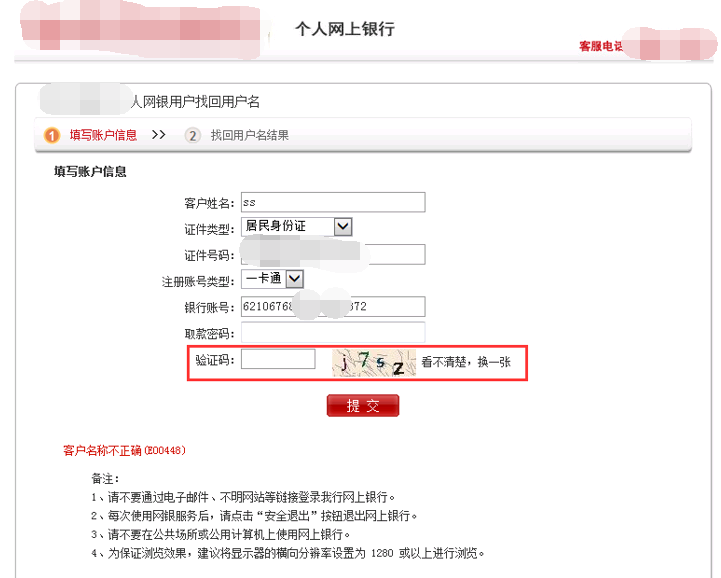 个人网上银行
客服电话
人网银用户找回用户名
1 填写账户信息 >> 2 找回用户名结果
填写账户信息
客户姓名: ss
证件类型: 居民身份证
证件号码:
注册账号类型: 一卡通
银行账号: 6210676 372
取款密码:
验证码: j7sz 看不清楚，换一张
提 交
客户名称不正确(E00448)
备注:
1、请不要通过电子邮件、不明网站等链接登录我行网上银行。
2、每次使用网银服务后，请点击“安全退出”按钮退出网上银行。
3、请不要在公共场所或公用计算机上使用网上银行。
4、为保证浏览效果，建议将显示器的横向分辨率设置为 1280 或以上进行浏览。